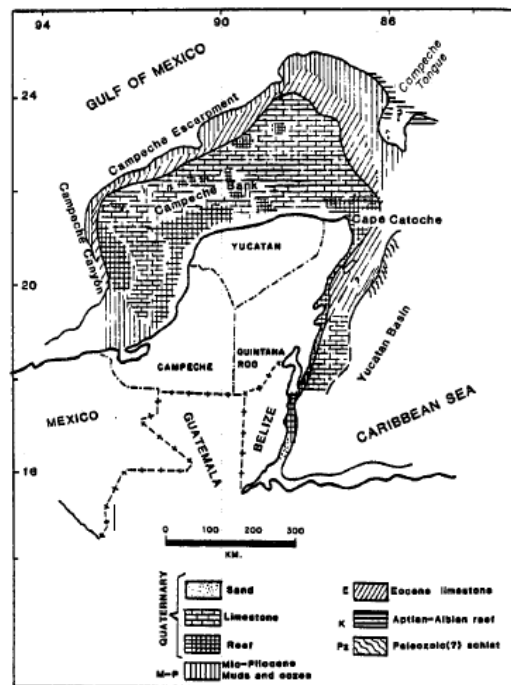 94 90 86
GULF OF MEXICO
Campeche Tongue
24
Campeche Escarpment
?
22
Campeche Bank
Campeche Canyon
Cape Catoche
YUCATAN
20
Yucatan Basin
CAMPECHE
QUINTANA
ROO
MEXICO
GUATEMALA
BELIZE
CARIBBEAN SEA
18
0 100 200 300
KM.
QUATERNARY
Sand
Limestone
Reef
M-P Mio-Pliocene
Muds and oozes
E Eocene limestone
K Aptian-Albian reef
Pz Paleozoic(?) schist